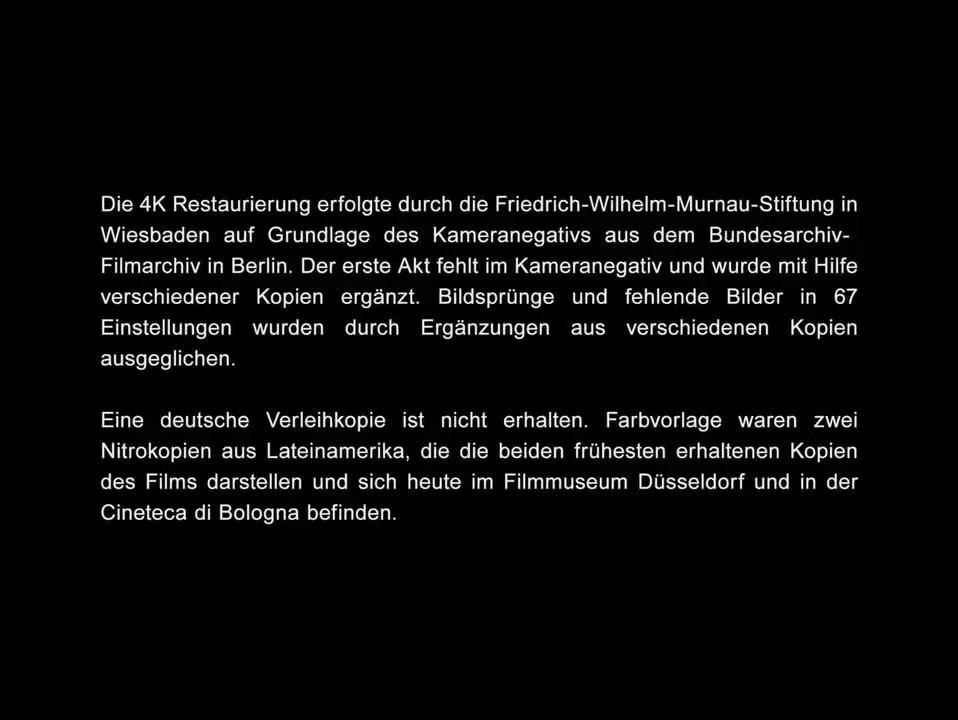 Die 4K Restaurierung erfolgte durch die Friedrich-Wilhelm-Murnau-Stiftung in
Wiesbaden auf Grundlage des Kameranegativs aus dem Bundesarchiv-
Filmarchiv in Berlin. Der erste Akt fehlt im Kameranegativ und wurde mit Hilfe
verschiedener Kopien ergänzt. Bildsprünge und fehlende Bilder in 67
Einstellungen wurden durch Ergänzungen aus verschiedenen Kopien
ausgeglichen.
Eine deutsche Verleihkopie ist nicht erhalten. Farbvorlage waren zwei
Nitrokopien aus Lateinamerika, die die beiden frühesten erhaltenen Kopien
des Films darstellen und sich heute im Filmmuseum Düsseldorf und in der
Cineteca di Bologna befinden.